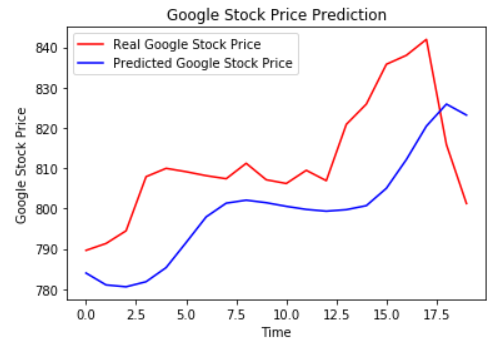 Google Stock Price Prediction
Real Google Stock Price
Predicted Google Stock Price
Google Stock Price
840
830
820
810
800
790
780
0.0 2.5 5.0 7.5 10.0 12.5 15.0 17.5
Time